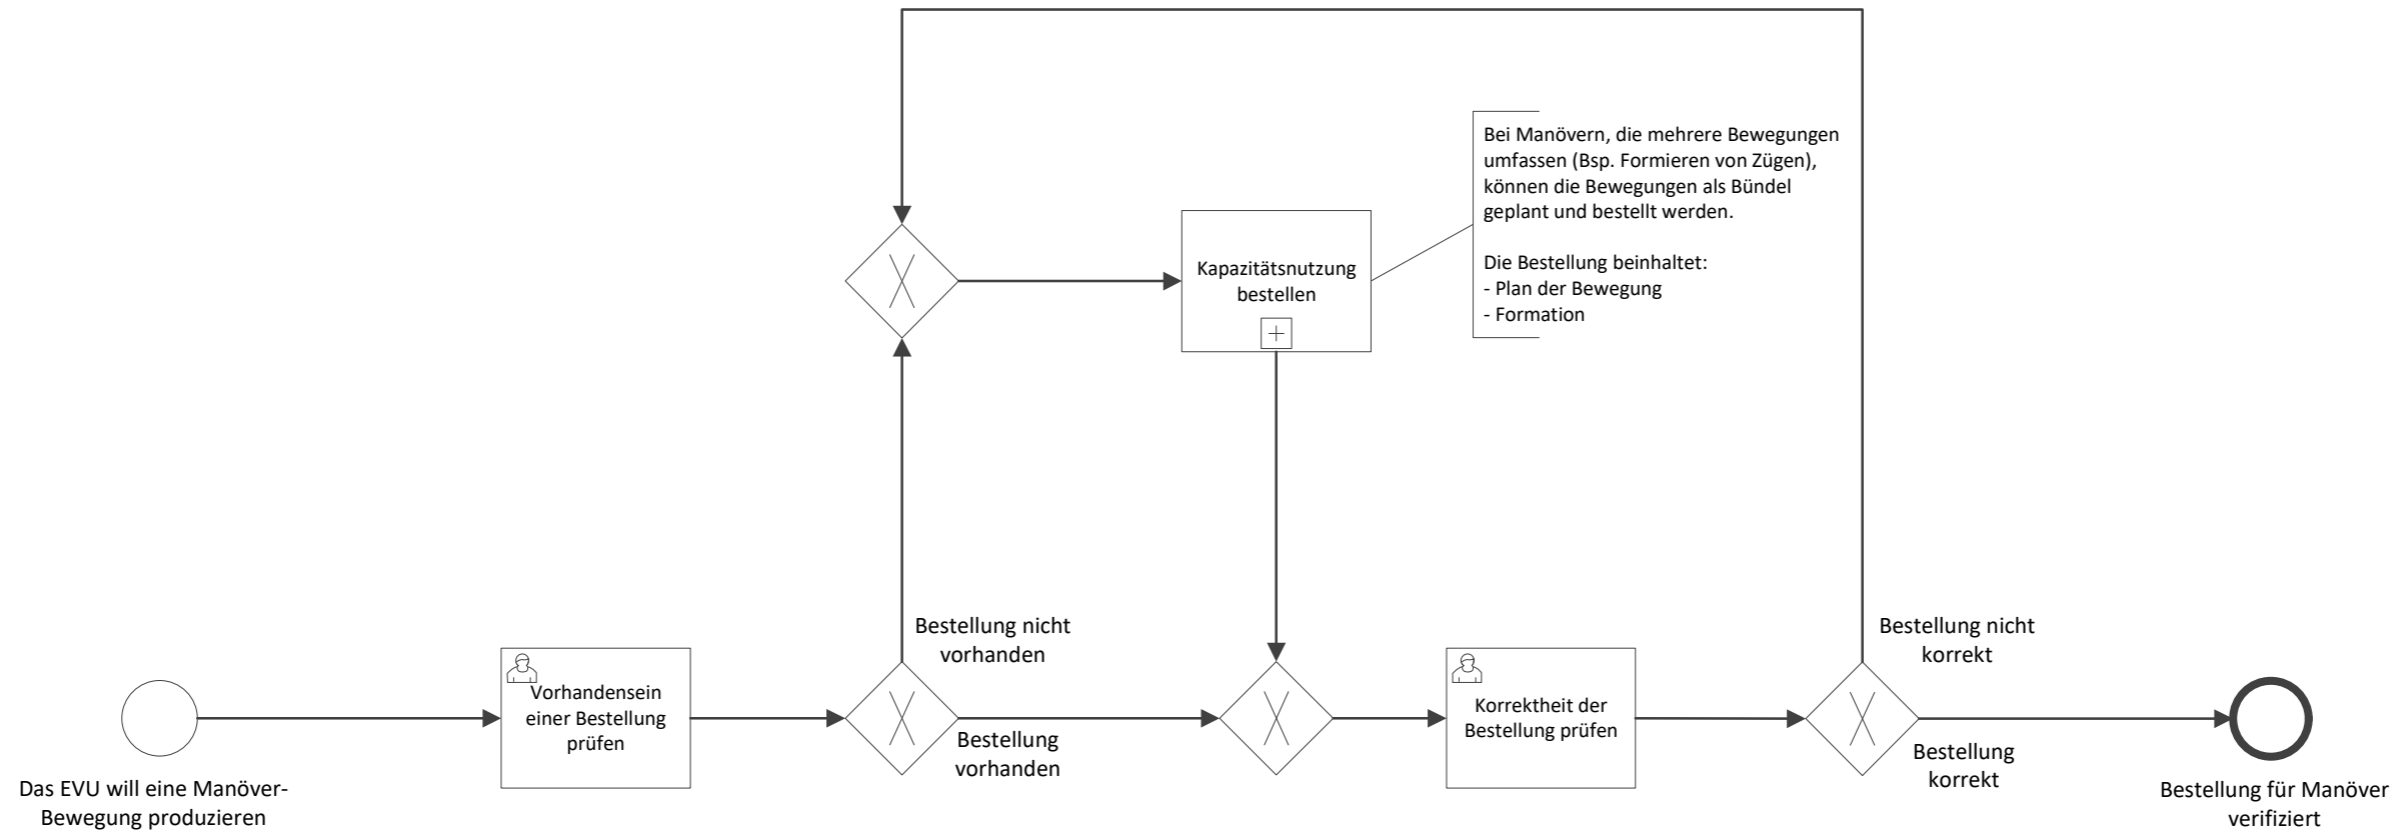 Bei Manövern, die mehrere Bewegungen
umfassen (Bsp. Formieren von Zügen),
können die Bewegungen als Bündel
geplant und bestellt werden.
Die Bestellung beinhaltet:
- Plan der Bewegung
- Formation
Kapazitätsnutzung
bestellen
Das EVU will eine Manöver-
Bewegung produzieren
Vorhandensein
einer Bestellung
prüfen
Bestellung nicht
vorhanden
Bestellung
vorhanden
Korrektheit der
Bestellung prüfen
Bestellung nicht
korrekt
Bestellung
korrekt
Bestellung für Manöver
verifiziert